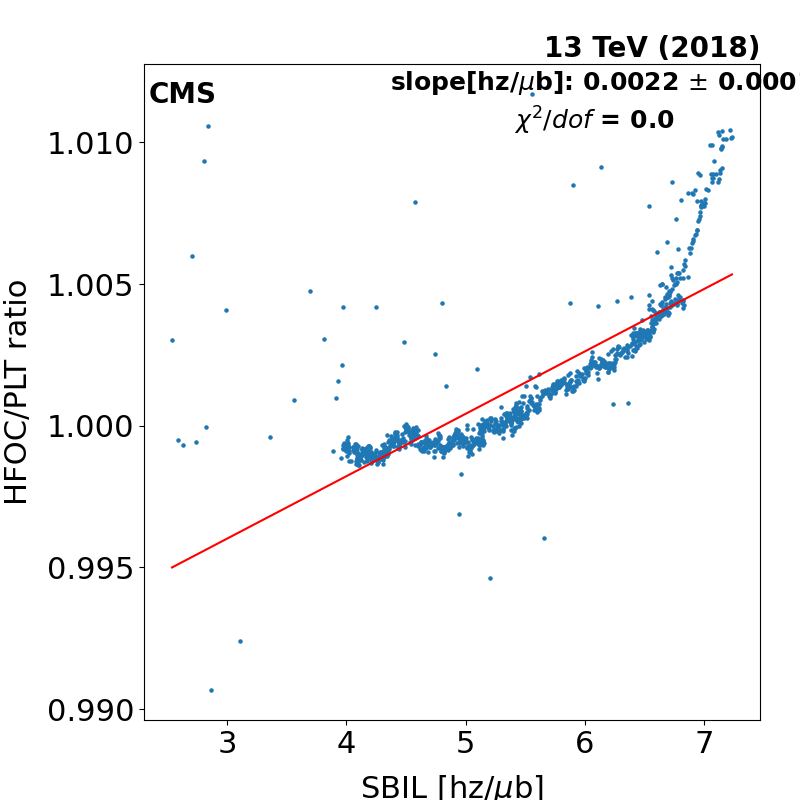 13 TeV (2018)
CMS
slope[hz/μb]: 0.0022 ± 0.000
χ²/dof = 0.0
1.010
1.005
1.000
0.995
0.990
HFOC/PLT ratio
3 4 5 6 7
SBIL [hz/μb]